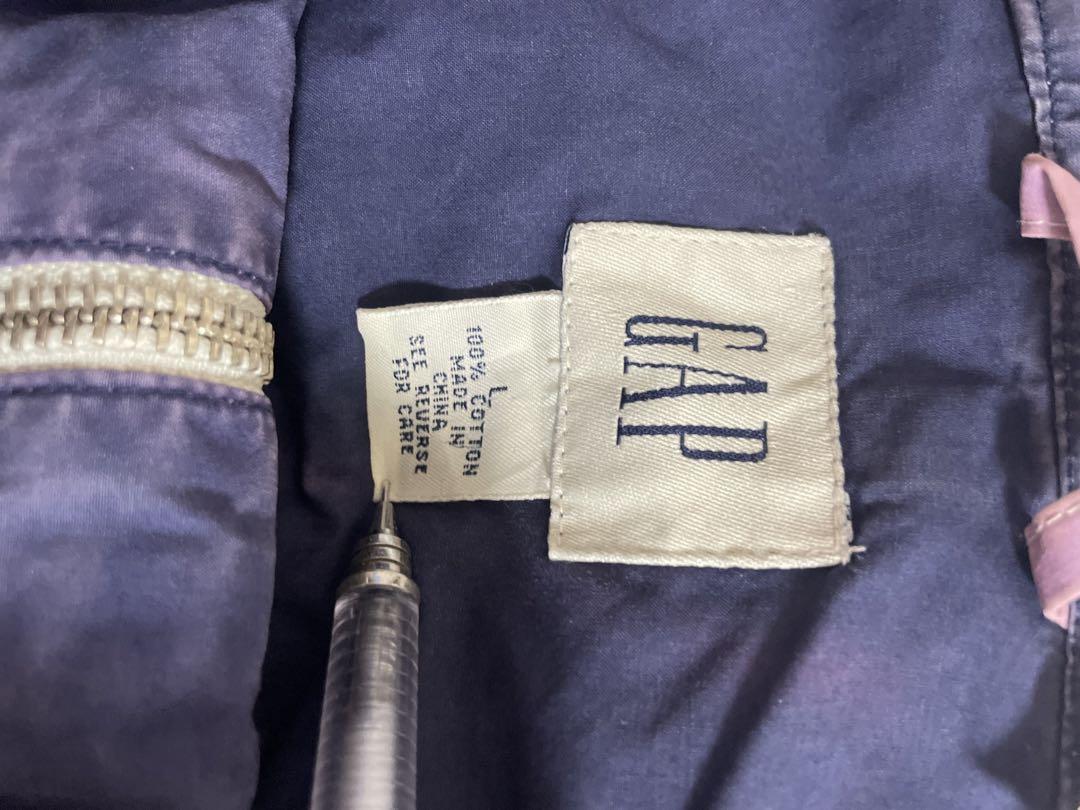 GAP
L
100% COTTON
MADE IN
CHINA
SEE REVERSE
FOR CARE